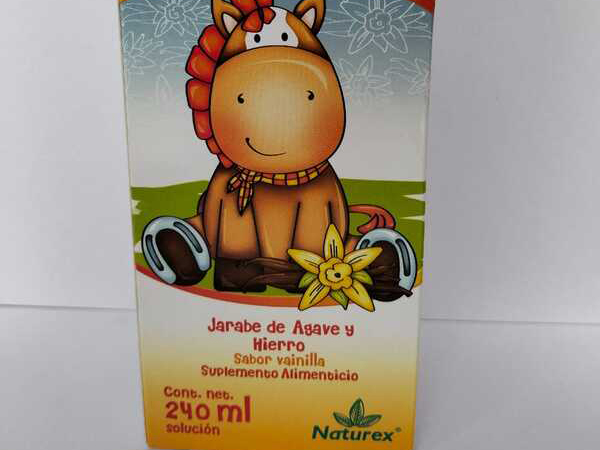 Jarabe de Agave y
Hierro
Sabor vainilla
Suplemento Alimenticio
Cont. net.
240 ml
solución
Naturex®